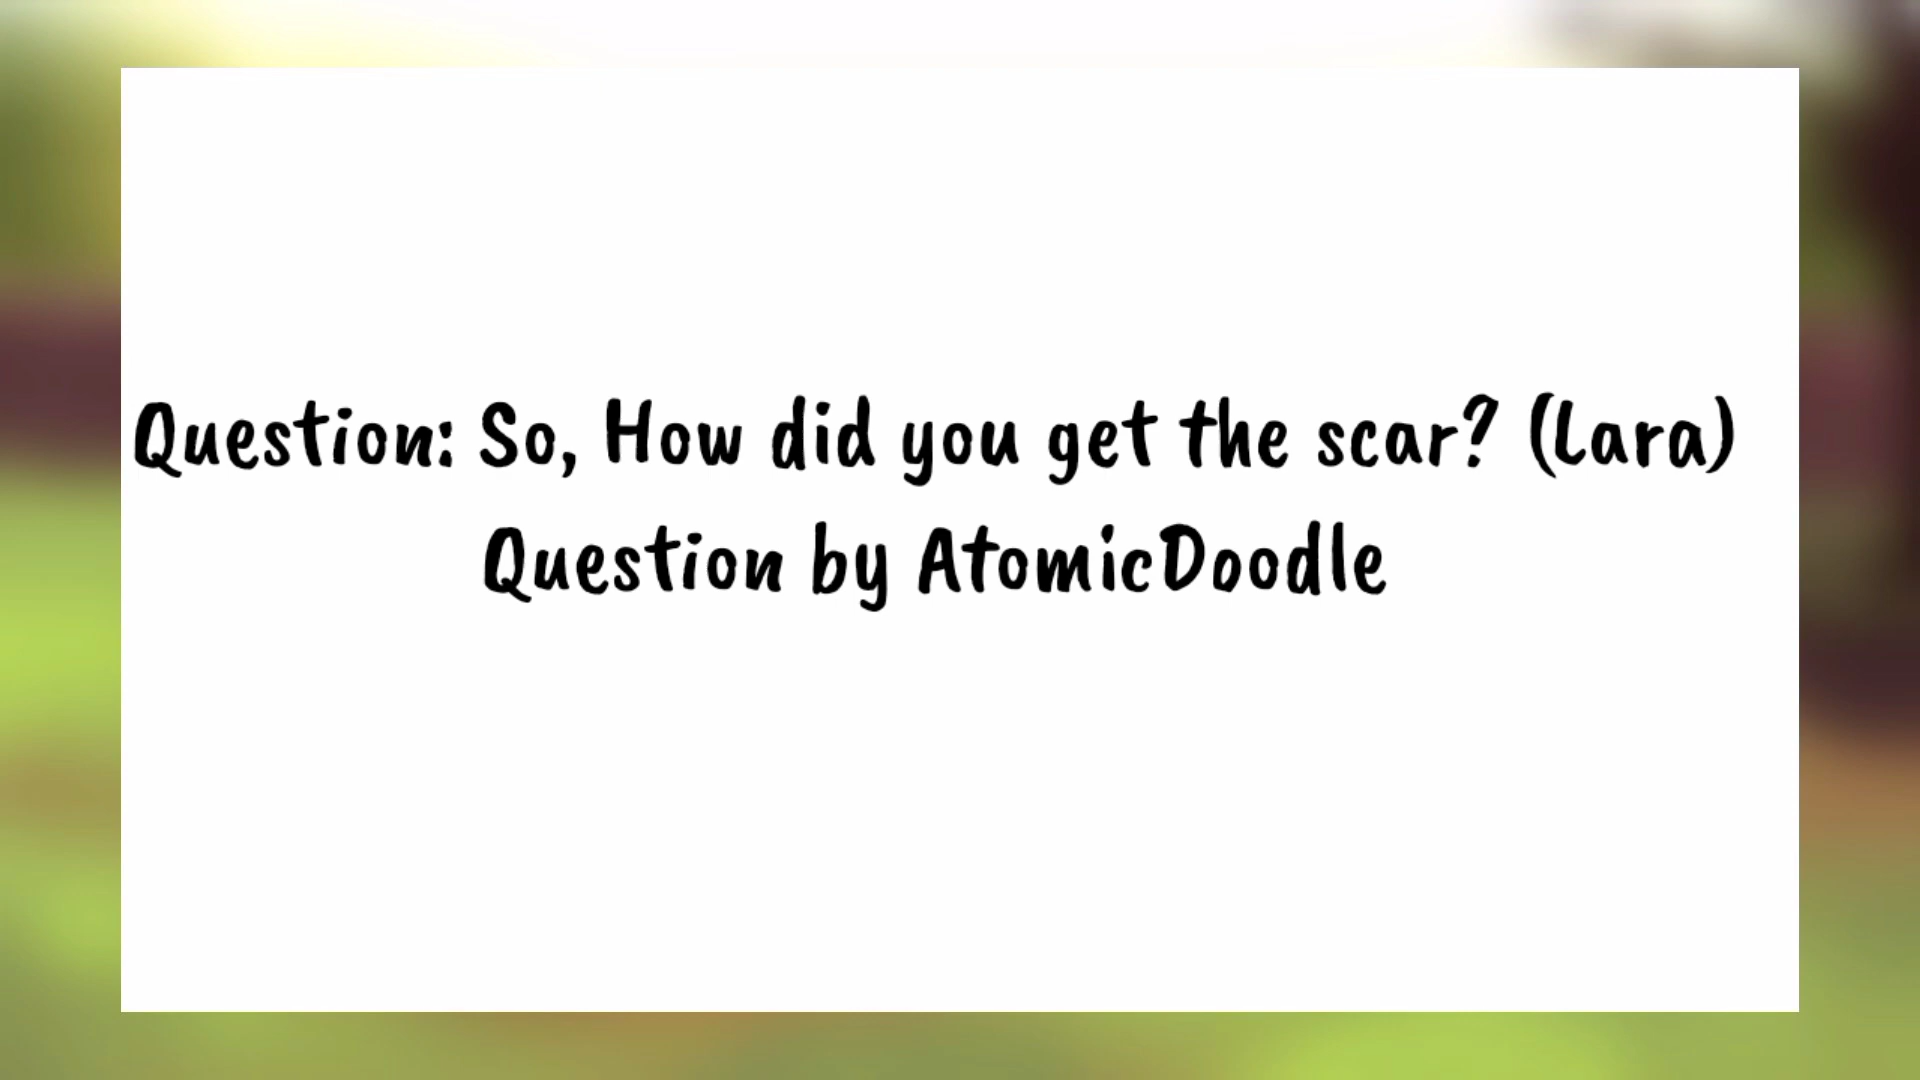 Question: So, How did you get the scar? (Lara)
Question by AtomicDoodle